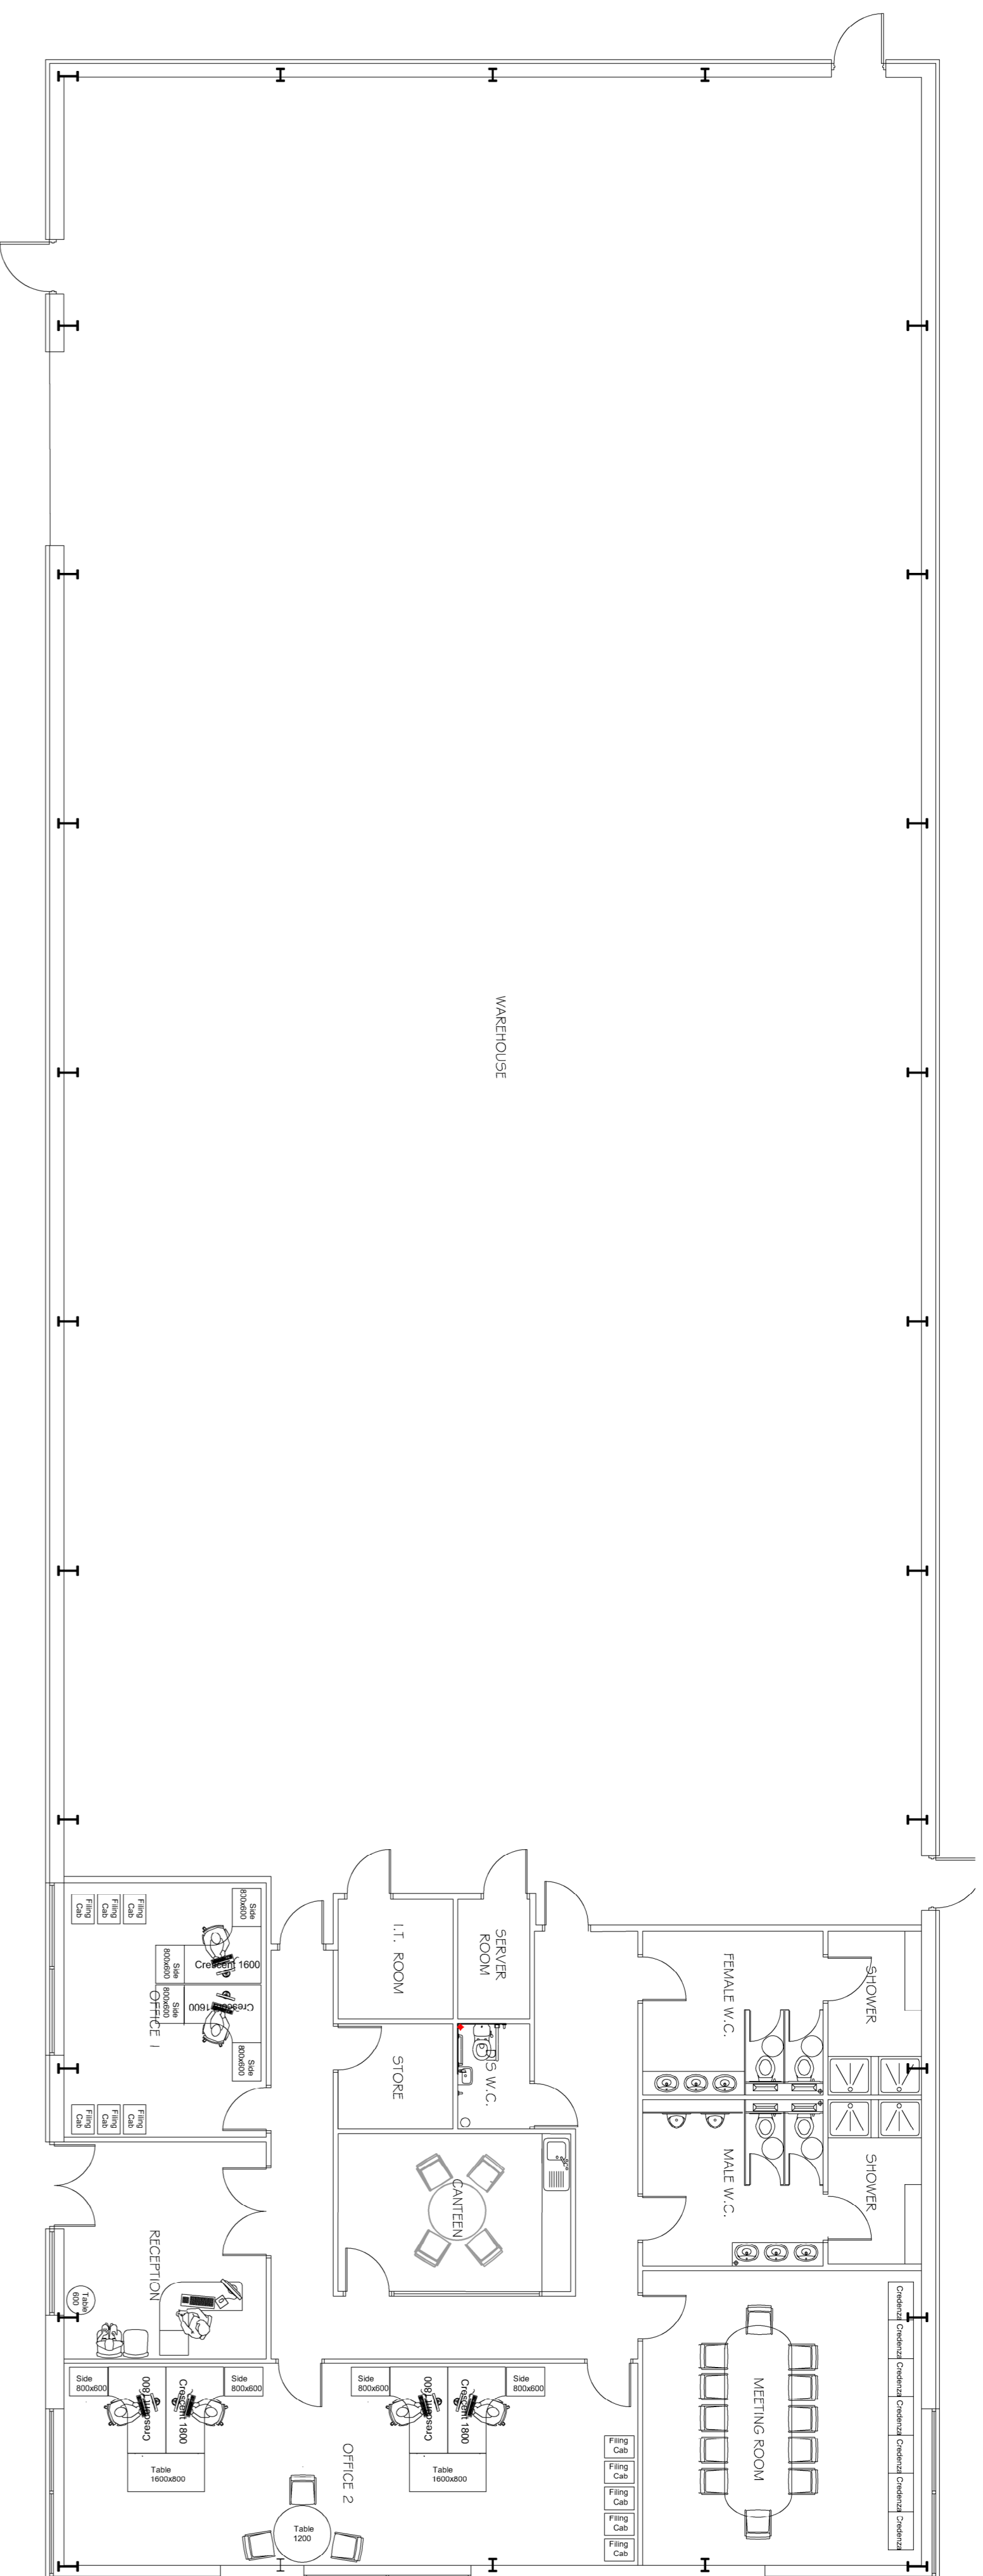 WAREHOUSE
Filing
Cab
Filing
Cab
Filing
Cab
Side
800x600
Crescent 1600
Side
800x600
Side
800x600
Crescent 1600
Side
800x600
OFFICE 1
Filing
Cab
Filing
Cab
Filing
Cab
I.T. ROOM
SERVER
ROOM
STORE
DIS W.C.
FEMALE W.C.
SHOWER
MALE W.C.
SHOWER
CANTEEN
RECEPTION
Table
600
Side
800x600
Crescent 1800
Crescent 1800
Side
800x600
Table
1600x800
Side
800x600
Crescent 1800
Crescent 1800
Side
800x600
Table
1600x800
OFFICE 2
Table
1200
Filing
Cab
Filing
Cab
Filing
Cab
Filing
Cab
Filing
Cab
MEETING ROOM
Credenza
Credenza
Credenza
Credenza
Credenza
Credenza
Credenza